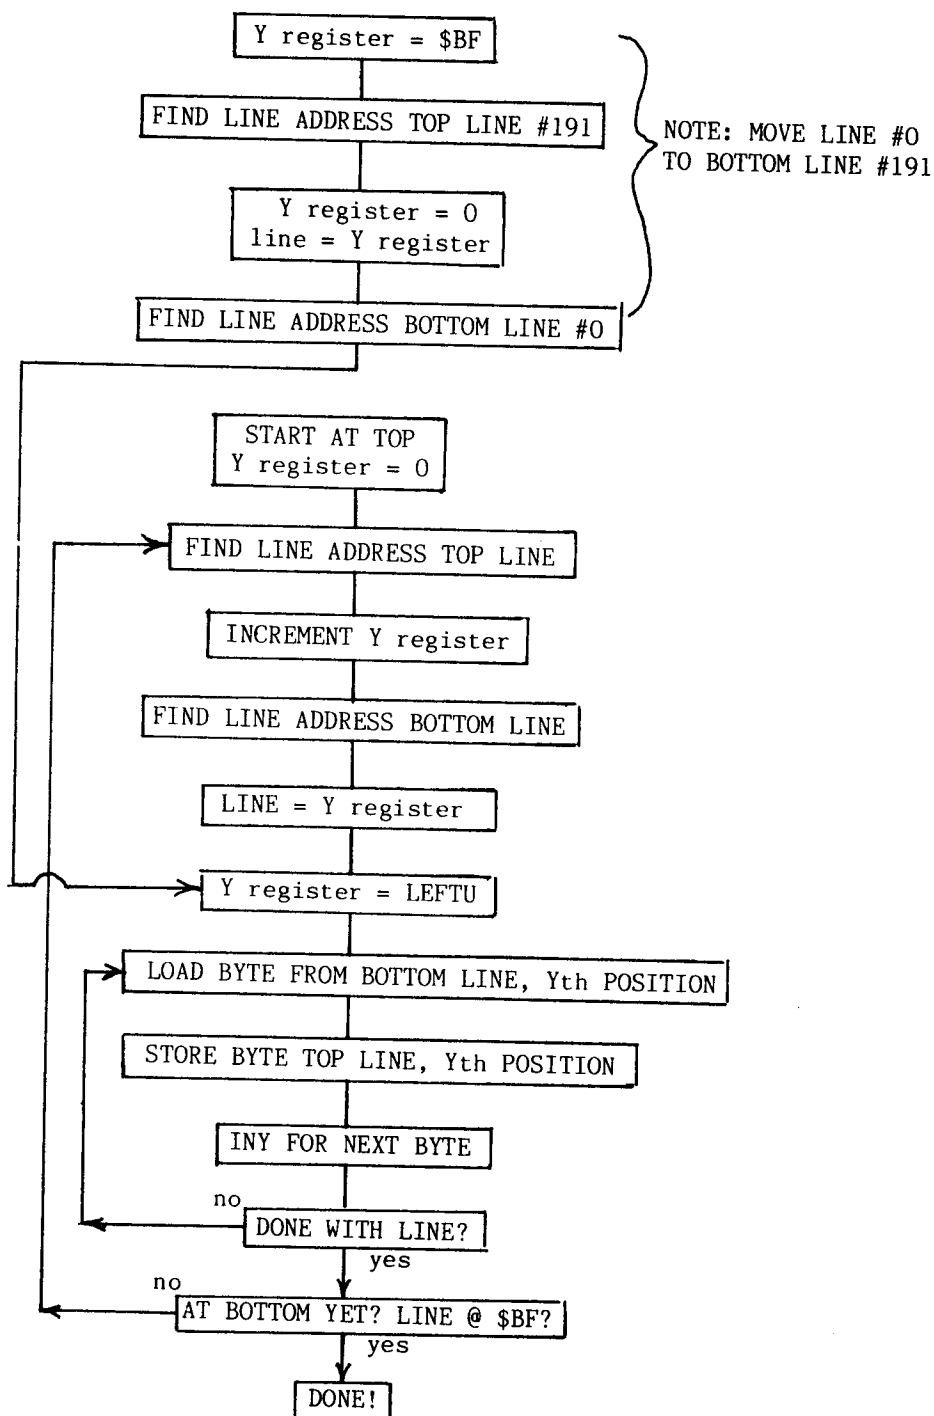 Y register = $BF
FIND LINE ADDRESS TOP LINE #191
NOTE: MOVE LINE #0
TO BOTTOM LINE #191
Y register = 0
line = Y register
FIND LINE ADDRESS BOTTOM LINE #0
START AT TOP
Y register = 0
FIND LINE ADDRESS TOP LINE
INCREMENT Y register
FIND LINE ADDRESS BOTTOM LINE
LINE = Y register
Y register = LEFTU
LOAD BYTE FROM BOTTOM LINE, Yth POSITION
STORE BYTE TOP LINE, Yth POSITION
INY FOR NEXT BYTE
no
DONE WITH LINE?
yes
no
AT BOTTOM YET? LINE @ $BF?
yes
DONE!